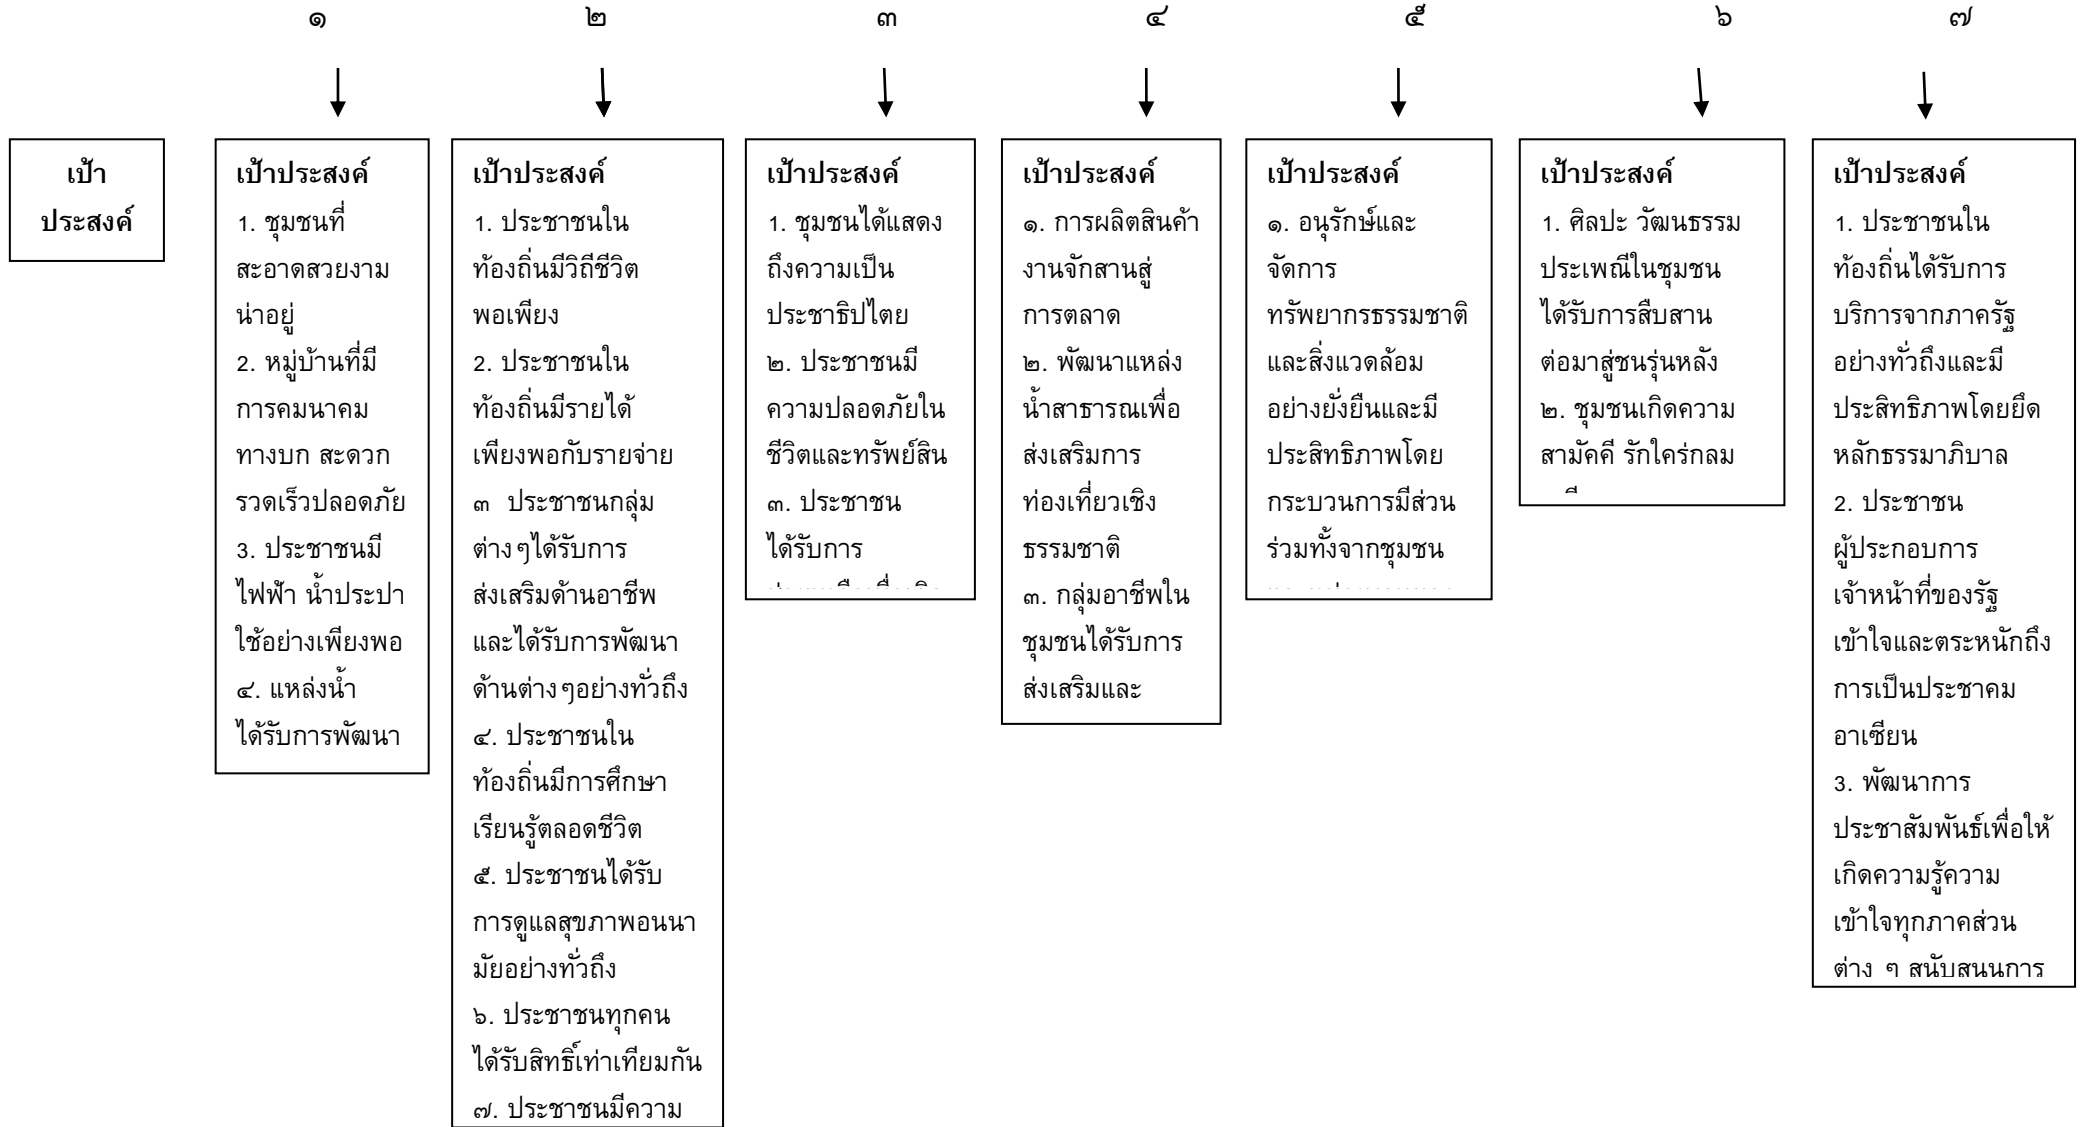 ๑ ๒ ๓ ๔ ๕ ๖ ๗
เป้า
ประสงค์
เป้าประสงค์
1. ชุมชนที่
สะอาดสวยงาม
น่าอยู่
2. หมู่บ้านที่มี
การคมนาคม
ทางบก สะดวก
รวดเร็วปลอดภัย
3. ประชาชนมี
ไฟฟ้า น้ำประปา
ใช้อย่างเพียงพอ
๔. แหล่งน้ำ
ได้รับการพัฒนา
เป้าประสงค์
1. ประชาชนใน
ท้องถิ่นมีวิถีชีวิต
พอเพียง
2. ประชาชนใน
ท้องถิ่นมีรายได้
เพียงพอกับรายจ่าย
๓ ประชาชนกลุ่ม
ต่างๆได้รับการ
ส่งเสริมด้านอาชีพ
และได้รับการพัฒนา
ด้านต่างๆอย่างทั่วถึง
๔. ประชาชนใน
ท้องถิ่นมีการศึกษา
เรียนรู้ตลอดชีวิต
๕. ประชาชนได้รับ
การดูแลสุขภาพอนนา
มัยอย่างทั่วถึง
๖. ประชาชนทุกคน
ได้รับสิทธิ์เท่าเทียมกัน
๗. ประชาชนมีความ
เป้าประสงค์
1. ชุมชนได้แสดง
ถึงความเป็น
ประชาธิปไตย
๒. ประชาชนมี
ความปลอดภัยใน
ชีวิตและทรัพย์สิน
๓. ประชาชน
ได้รับการ
เป้าประสงค์
๑. การผลิตสินค้า
งานจักสานสู่
การตลาด
๒. พัฒนาแหล่ง
น้ำสาธารณเพื่อ
ส่งเสริมการ
ท่องเที่ยวเชิง
ธรรมชาติ
๓. กลุ่มอาชีพใน
ชุมชนได้รับการ
ส่งเสริมและ
เป้าประสงค์
๑. อนุรักษ์และ
จัดการ
ทรัพยากรธรรมชาติ
และสิ่งแวดล้อม
อย่างยั่งยืนและมี
ประสิทธิภาพโดย
กระบวนการมีส่วน
ร่วมทั้งจากชุมชน
เป้าประสงค์
1. ศิลปะ วัฒนธรรม
ประเพณีในชุมชน
ได้รับการสืบสาน
ต่อมาสู่ชนรุ่นหลัง
๒. ชุมชนเกิดความ
สามัคคี รักใคร่กลม
เป้าประสงค์
1. ประชาชนใน
ท้องถิ่นได้รับการ
บริการจากภาครัฐ
อย่างทั่วถึงและมี
ประสิทธิภาพโดยยึด
หลักธรรมาภิบาล
2. ประชาชน
ผู้ประกอบการ
เจ้าหน้าที่ของรัฐ
เข้าใจและตระหนักถึง
การเป็นประชาคม
อาเซียน
3. พัฒนาการ
ประชาสัมพันธ์เพื่อให้
เกิดความรู้ความ
เข้าใจทุกภาคส่วน
ต่าง ๆ สนับสนุนการ